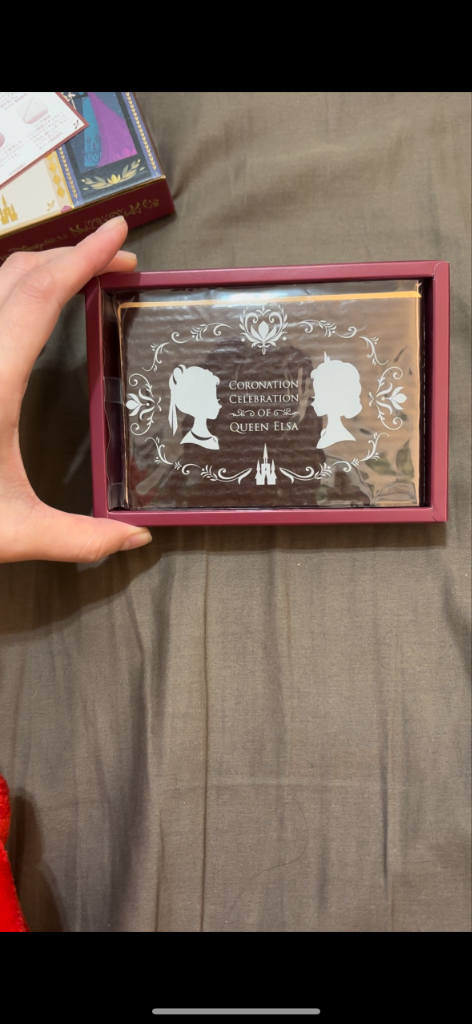 CORONATION
CELEBRATION
OF
QUEEN ELSA